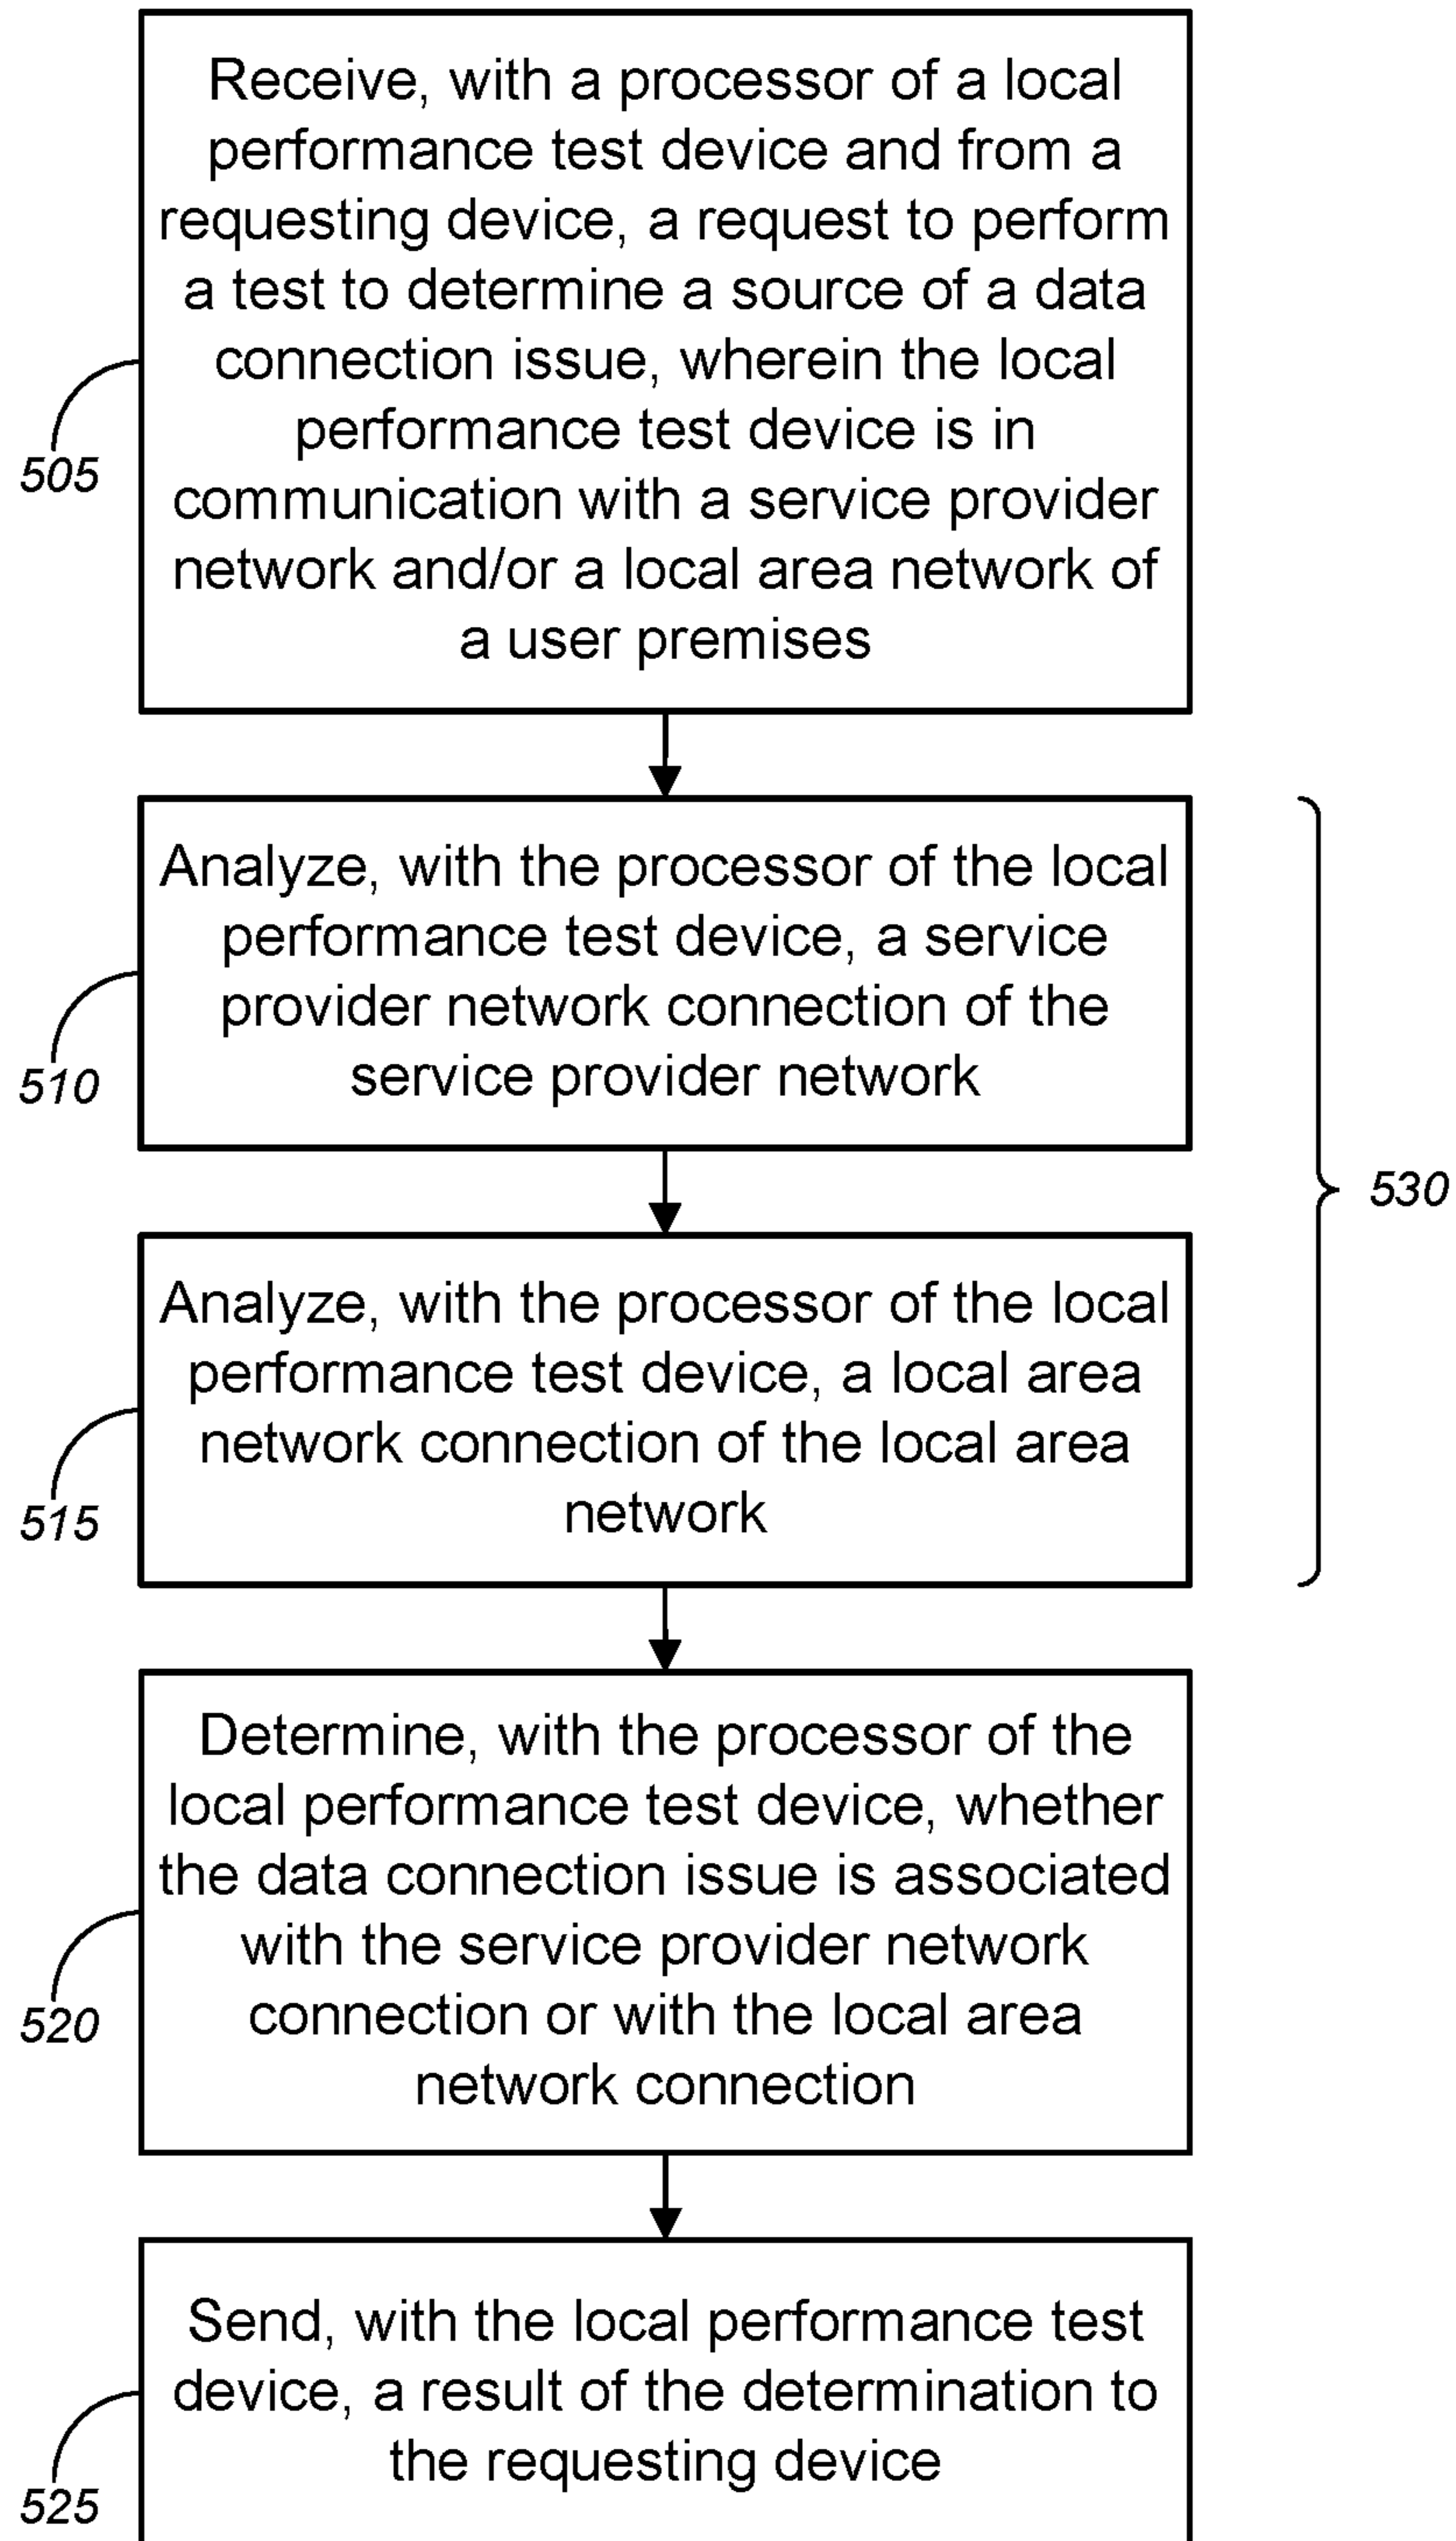 Receive, with a processor of a local
performance test device and from a
requesting device, a request to perform
a test to determine a source of a data
connection issue, wherein the local
performance test device is in
communication with a service provider
network and/or a local area network of
a user premises
505
Analyze, with the processor of the local
performance test device, a service
provider network connection of the
service provider network
510
530
Analyze, with the processor of the local
performance test device, a local area
network connection of the local area
network
515
Determine, with the processor of the
local performance test device, whether
the data connection issue is associated
with the service provider network
connection or with the local area
network connection
520
Send, with the local performance test
device, a result of the determination to
the requesting device
525